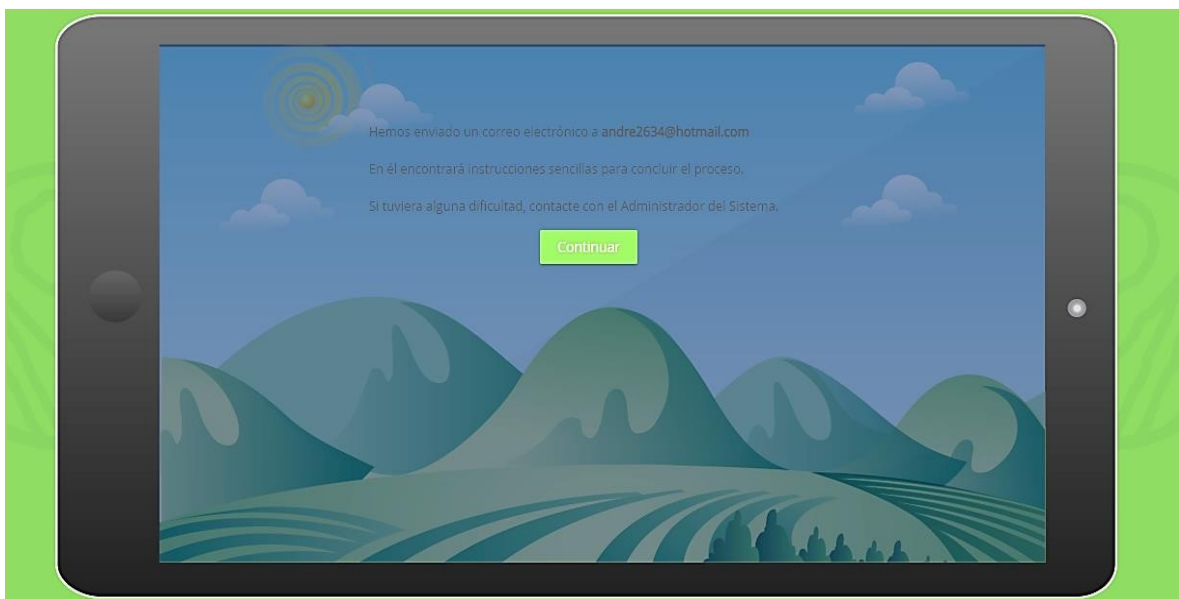 Hemos enviado un correo electrónico a andre2634@hotmail.com
En él encontrará instrucciones sencillas para concluir el proceso.
Si tuviera alguna dificultad, contacte con el Administrador del Sistema.
Continuar